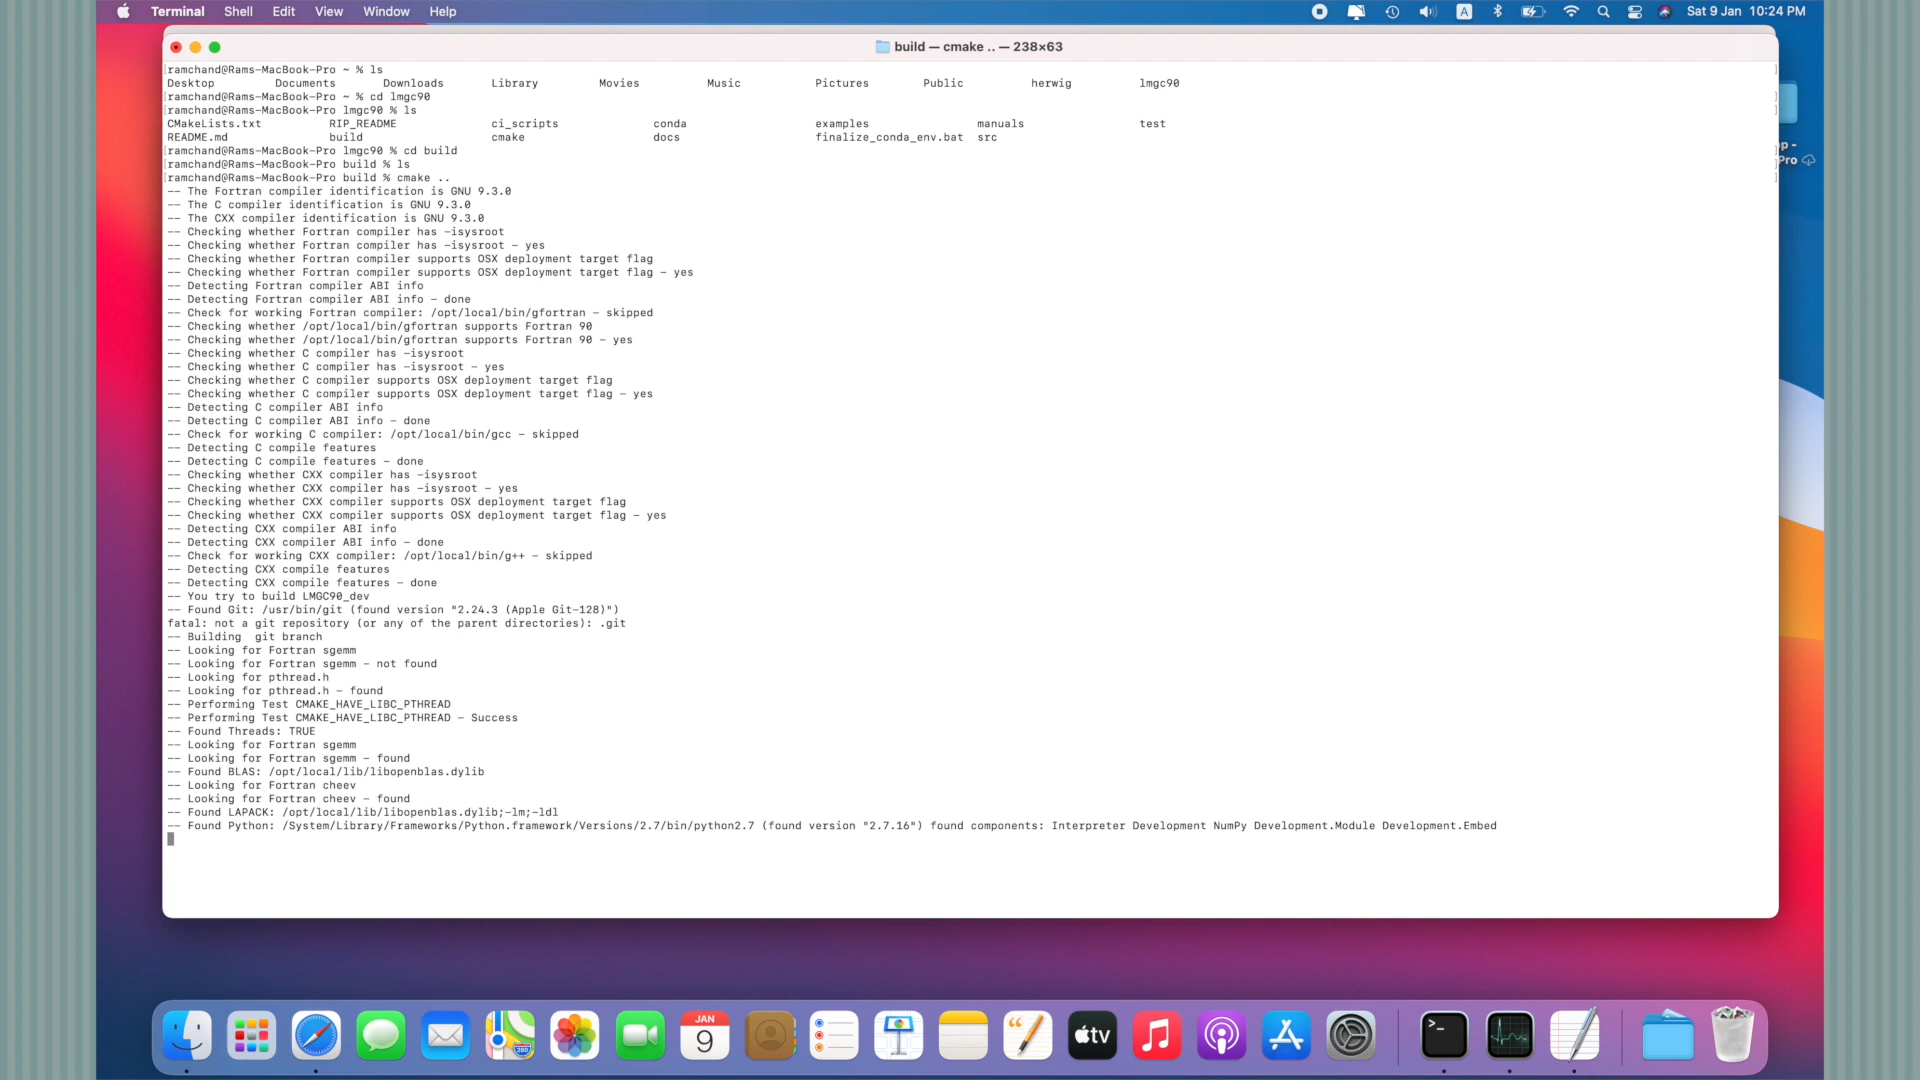 Terminal Shell Edit View Window Help
A
Sat 9 Jan 10:24 PM
build — cmake .. — 238×63
[ramchand@Rams-MacBook-Pro ~ % ls
Desktop Documents Downloads Library Movies Music Pictures Public herwig lmgc90
[ramchand@Rams-MacBook-Pro ~ % cd lmgc90
[ramchand@Rams-MacBook-Pro lmgc90 % ls
CMakeLists.txt RIP_README ci_scripts conda examples manuals test
README.md build cmake docs finalize_conda_env.bat src
[ramchand@Rams-MacBook-Pro lmgc90 % cd build
[ramchand@Rams-MacBook-Pro build % ls
[ramchand@Rams-MacBook-Pro build % cmake ..
-- The Fortran compiler identification is GNU 9.3.0
-- The C compiler identification is GNU 9.3.0
-- The CXX compiler identification is GNU 9.3.0
-- Checking whether Fortran compiler has -isysroot
-- Checking whether Fortran compiler has -isysroot - yes
-- Checking whether Fortran compiler supports OSX deployment target flag
-- Checking whether Fortran compiler supports OSX deployment target flag - yes
-- Detecting Fortran compiler ABI info
-- Detecting Fortran compiler ABI info - done
-- Check for working Fortran compiler: /opt/local/bin/gfortran - skipped
-- Checking whether /opt/local/bin/gfortran supports Fortran 90
-- Checking whether /opt/local/bin/gfortran supports Fortran 90 - yes
-- Checking whether C compiler has -isysroot
-- Checking whether C compiler has -isysroot - yes
-- Checking whether C compiler supports OSX deployment target flag
-- Checking whether C compiler supports OSX deployment target flag - yes
-- Detecting C compiler ABI info
-- Detecting C compiler ABI info - done
-- Check for working C compiler: /opt/local/bin/gcc - skipped
-- Detecting C compile features
-- Detecting C compile features - done
-- Checking whether CXX compiler has -isysroot
-- Checking whether CXX compiler has -isysroot - yes
-- Checking whether CXX compiler supports OSX deployment target flag
-- Checking whether CXX compiler supports OSX deployment target flag - yes
-- Detecting CXX compiler ABI info
-- Detecting CXX compiler ABI info - done
-- Check for working CXX compiler: /opt/local/bin/g++ - skipped
-- Detecting CXX compile features
-- Detecting CXX compile features - done
-- You try to build LMGC90_dev
-- Found Git: /usr/bin/git (found version "2.24.3 (Apple Git-128)")
fatal: not a git repository (or any of the parent directories): .git
-- Building  git branch
-- Looking for Fortran sgemm
-- Looking for Fortran sgemm - not found
-- Looking for pthread.h
-- Looking for pthread.h - found
-- Performing Test CMAKE_HAVE_LIBC_PTHREAD
-- Performing Test CMAKE_HAVE_LIBC_PTHREAD - Success
-- Found Threads: TRUE
-- Looking for Fortran sgemm
-- Looking for Fortran sgemm - found
-- Found BLAS: /opt/local/lib/libopenblas.dylib
-- Looking for Fortran cheev
-- Looking for Fortran cheev - found
-- Found LAPACK: /opt/local/lib/libopenblas.dylib;-lm;-ldl
-- Found Python: /System/Library/Frameworks/Python.framework/Versions/2.7/bin/python2.7 (found version "2.7.16") found components: Interpreter Development NumPy Development.Module Development.Embed
p -
Pro
280
JAN
9
tv
>_